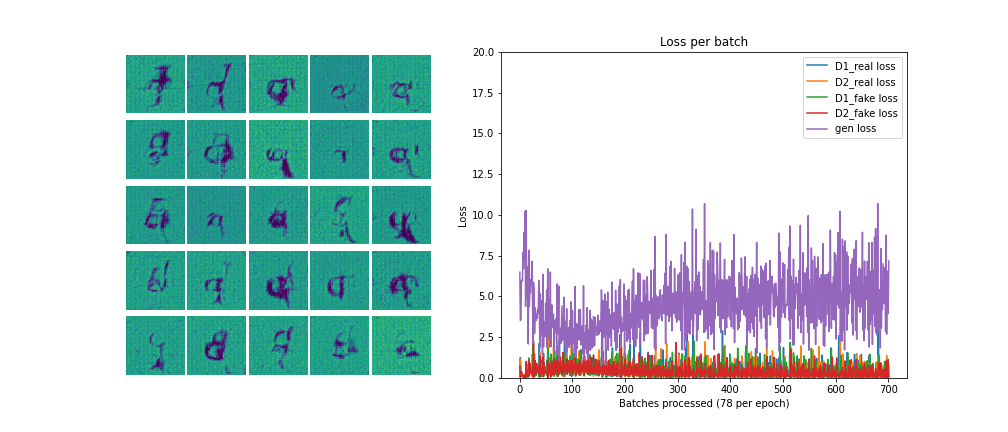 Loss per batch
20.0
17.5
15.0
12.5
10.0
7.5
5.0
2.5
0.0
Loss
D1_real loss
D2_real loss
D1_fake loss
D2_fake loss
gen loss
0 100 200 300 400 500 600 700
Batches processed (78 per epoch)